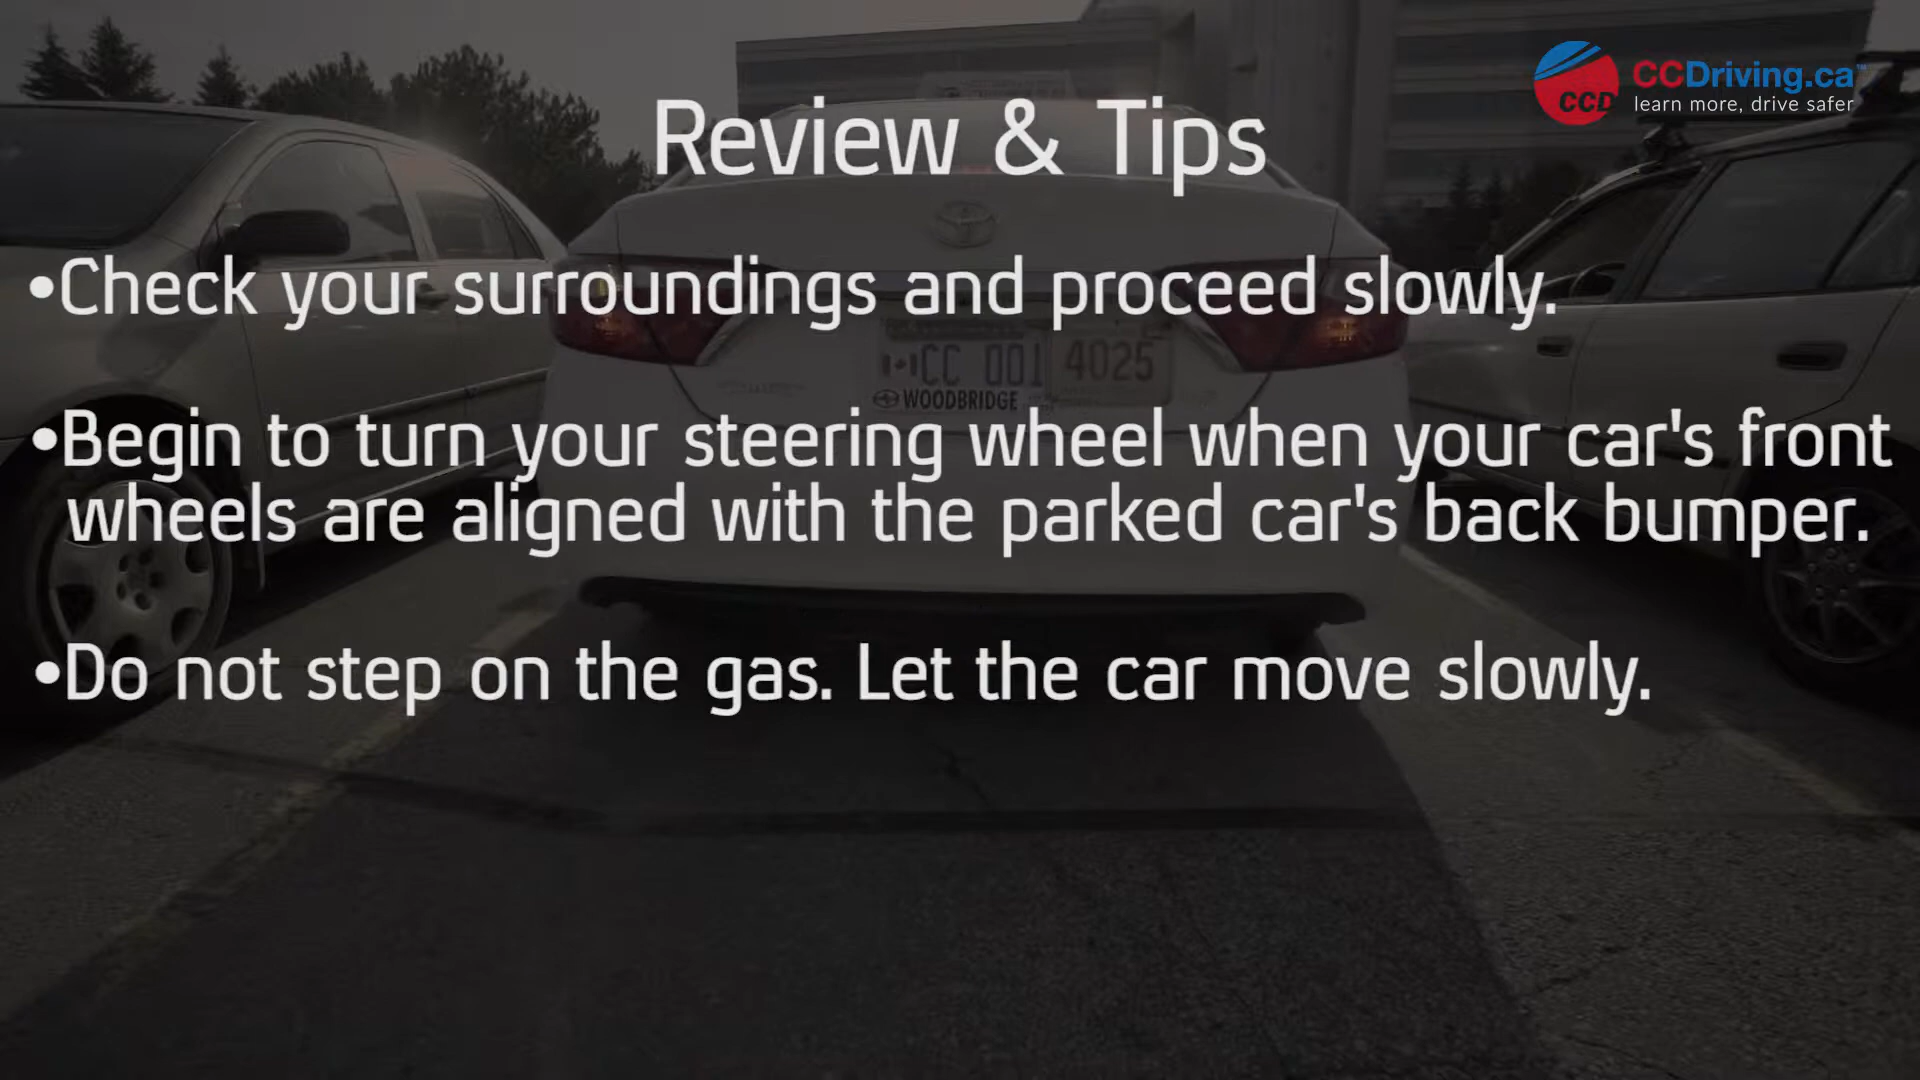 CCDriving.ca™
CCD
learn more, drive safer
Review & Tips
•Check your surroundings and proceed slowly.
CC 001 4025
WOODBRIDGE
•Begin to turn your steering wheel when your car's front
wheels are aligned with the parked car's back bumper.
•Do not step on the gas. Let the car move slowly.